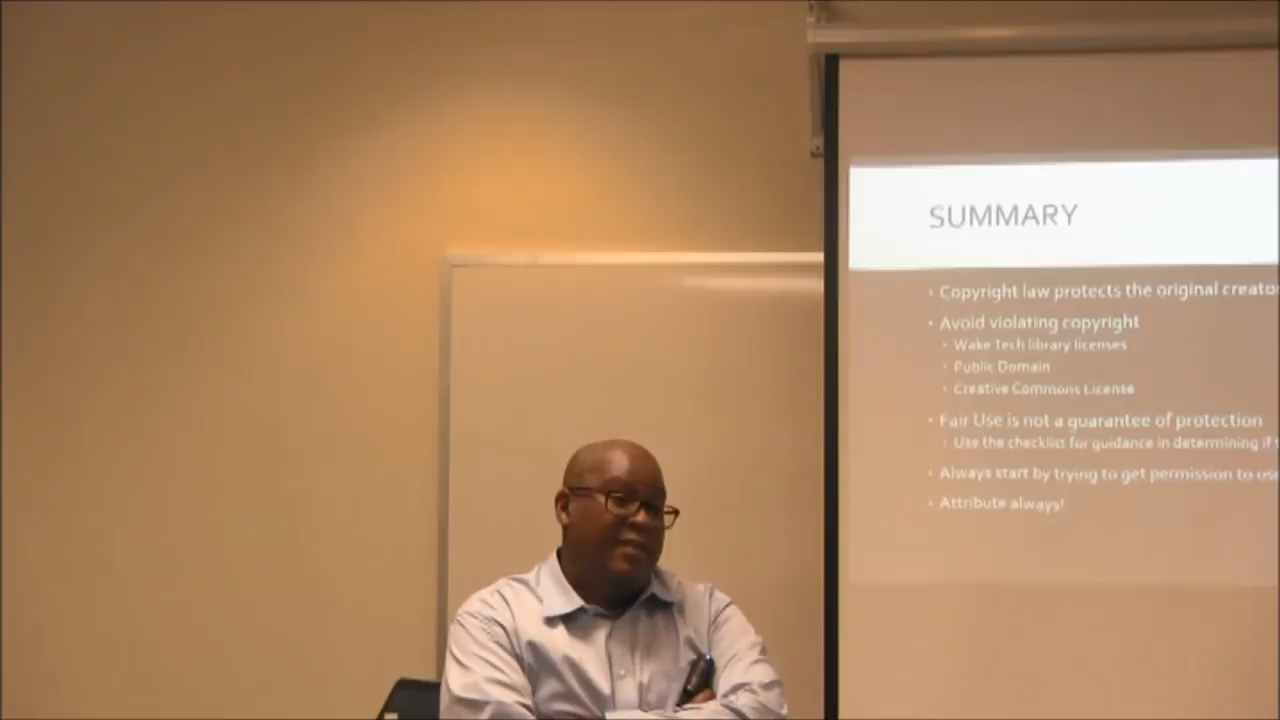 SUMMARY
• Copyright law protects the original creator
• Avoid violating copyright
• Wake tech library licenses
• Public Domain
• Creative Commons License
• Fair Use is not a guarantee of protection
• Use the checklist for guidance in determining if
• Always start by trying to get permission to use
• Attribute always!